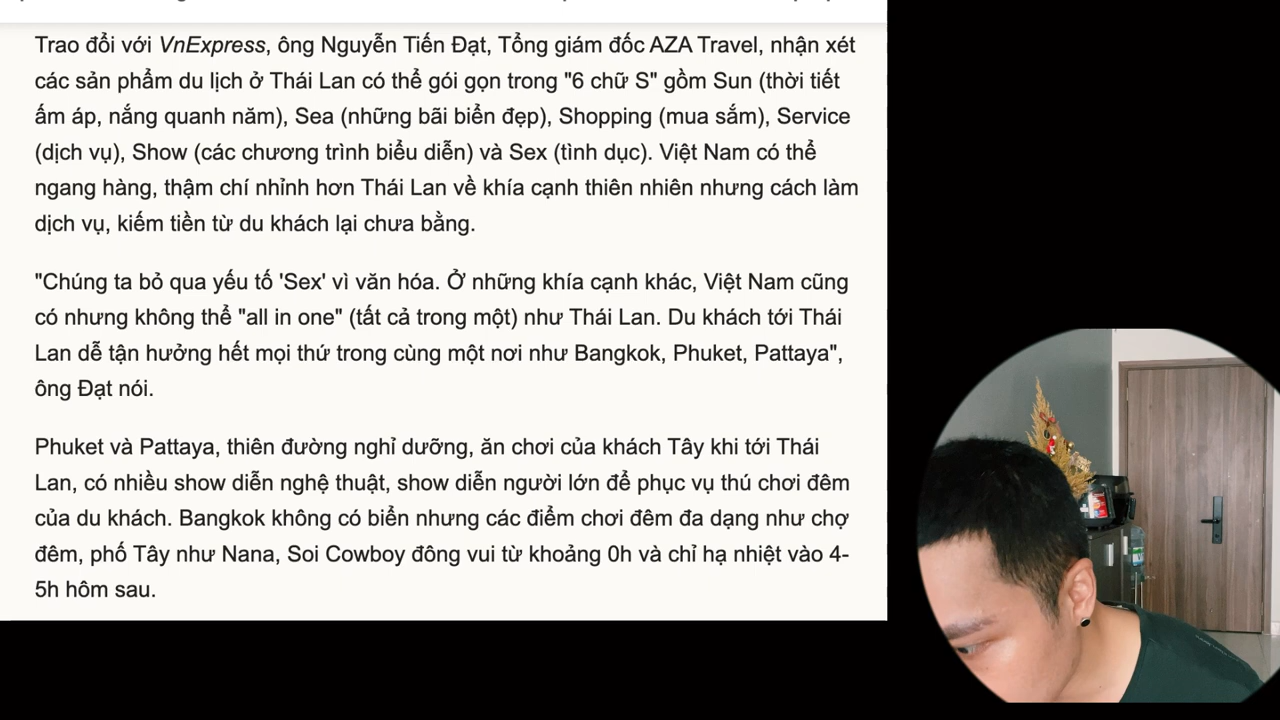 Trao đổi với VnExpress, ông Nguyễn Tiến Đạt, Tổng giám đốc AZA Travel, nhận xét
các sản phẩm du lịch ở Thái Lan có thể gói gọn trong "6 chữ S" gồm Sun (thời tiết
ấm áp, nắng quanh năm), Sea (những bãi biển đẹp), Shopping (mua sắm), Service
(dịch vụ), Show (các chương trình biểu diễn) và Sex (tình dục). Việt Nam có thể
ngang hàng, thậm chí nhỉnh hơn Thái Lan về khía cạnh thiên nhiên nhưng cách làm
dịch vụ, kiếm tiền từ du khách lại chưa bằng.
"Chúng ta bỏ qua yếu tố 'Sex' vì văn hóa. Ở những khía cạnh khác, Việt Nam cũng
có nhưng không thể "all in one" (tất cả trong một) như Thái Lan. Du khách tới Thái
Lan dễ tận hưởng hết mọi thứ trong cùng một nơi như Bangkok, Phuket, Pattaya",
ông Đạt nói.
Phuket và Pattaya, thiên đường nghỉ dưỡng, ăn chơi của khách Tây khi tới Thái
Lan, có nhiều show diễn nghệ thuật, show diễn người lớn để phục vụ thú chơi đêm
của du khách. Bangkok không có biển nhưng các điểm chơi đêm đa dạng như chợ
đêm, phố Tây như Nana, Soi Cowboy đông vui từ khoảng 0h và chỉ hạ nhiệt vào 4-
5h hôm sau.